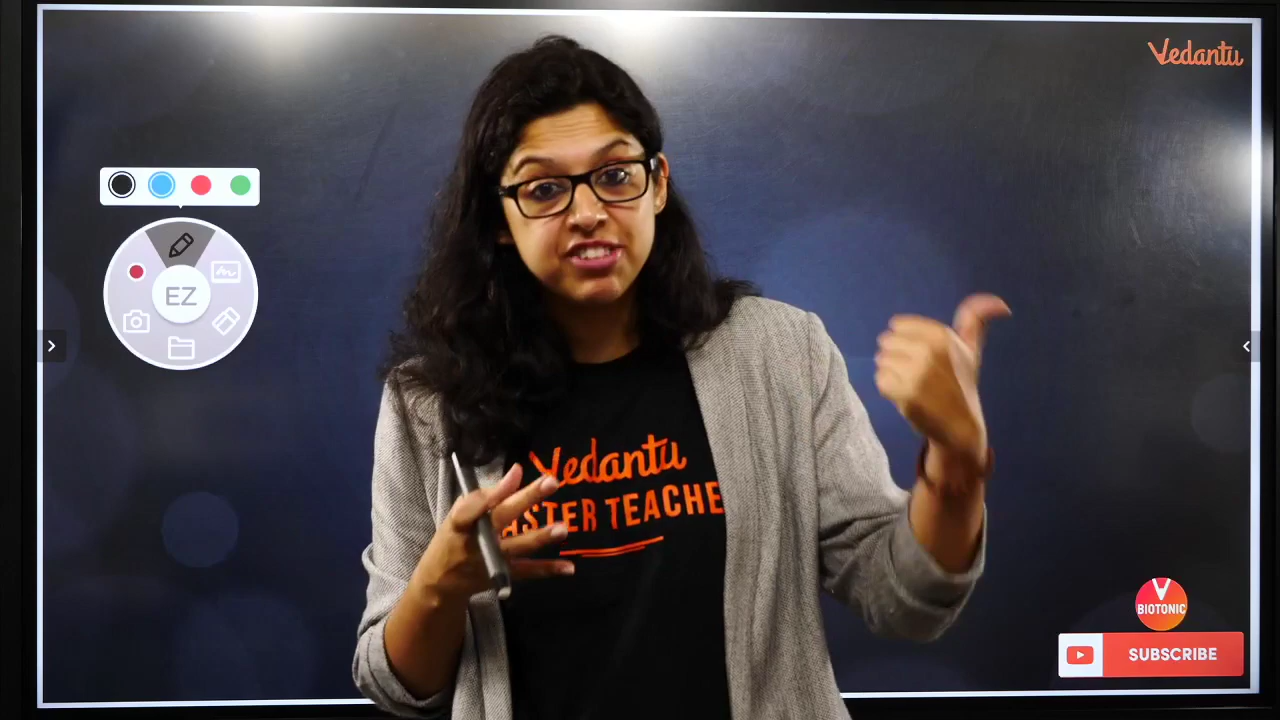 Vedantu
EZ
Vedantu
ASTER TEACHE
V
BIOTONIC
SUBSCRIBE